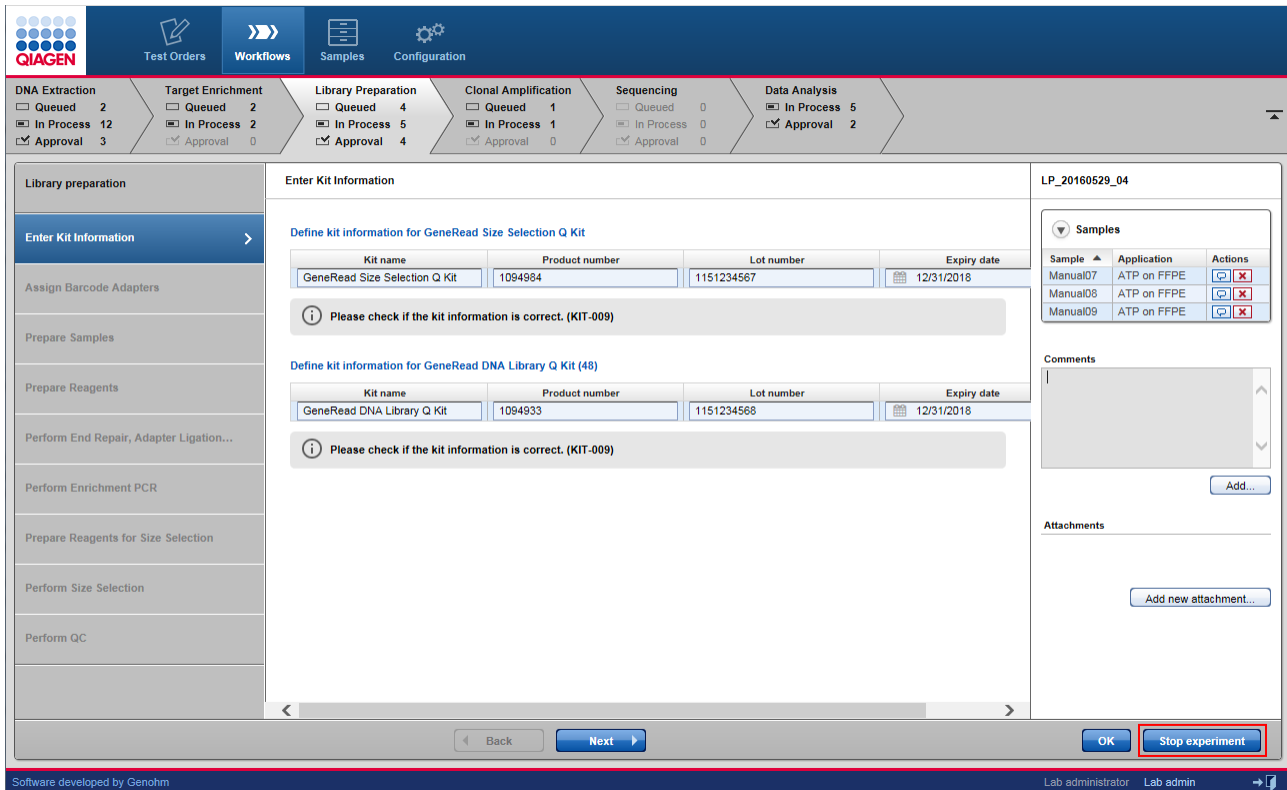 QIAGEN
Test Orders Workflows Samples Configuration
DNA Extraction
Queued 2
In Process 12
Approval 3
Target Enrichment
Queued 2
In Process 2
Approval 0
Library Preparation
Queued 4
In Process 5
Approval 4
Clonal Amplification
Queued 1
In Process 1
Approval 0
Sequencing
Queued 0
In Process 0
Approval 0
Data Analysis
In Process 5
Approval 2
Library preparation
Enter Kit Information
Assign Barcode Adapters
Prepare Samples
Prepare Reagents
Perform End Repair, Adapter Ligation...
Perform Enrichment PCR
Prepare Reagents for Size Selection
Perform Size Selection
Perform QC
Enter Kit Information
Define kit information for GeneRead Size Selection Q Kit
Kit name Product number Lot number Expiry date
GeneRead Size Selection Q Kit 1094984 1151234567 12/31/2018
Please check if the kit information is correct. (KIT-009)
Define kit information for GeneRead DNA Library Q Kit (48)
Kit name Product number Lot number Expiry date
GeneRead DNA Library Q Kit 1094933 1151234568 12/31/2018
Please check if the kit information is correct. (KIT-009)
LP_20160529_04
Samples
Sample Application Actions
Manual07 ATP on FFPE
Manual08 ATP on FFPE
Manual09 ATP on FFPE
Comments
Add...
Attachments
Add new attachment...
Back Next OK Stop experiment
Software developed by Genohm Lab administrator Lab admin